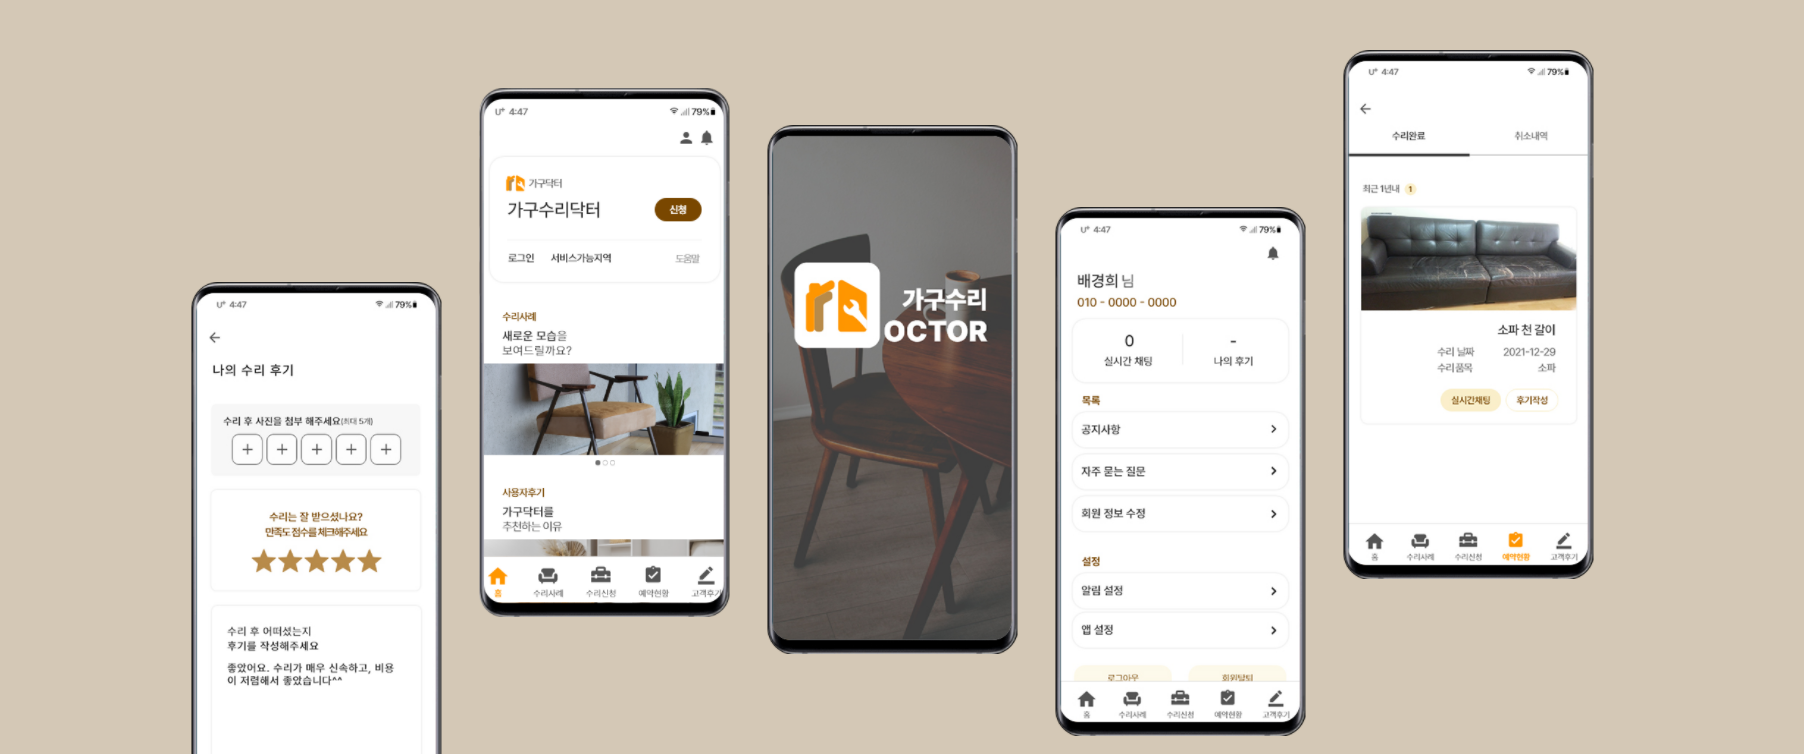 U⁺ 4:47
79%
나의 수리 후기
수리 후 사진을 첨부 해주세요(최대 5개)
+ + + + +
수리는 잘 받으셨나요?
만족도 점수를 체크해주세요
수리 후 어떠셨는지
후기를 작성해주세요
좋았어요. 수리가 매우 신속하고, 비용
이 저렴해서 좋았습니다^^
U⁺ 4:47
79%
가구닥터
가구수리닥터
신청
로그인 서비스가능지역 도움말
수리사례
새로운 모습을
보여드릴까요?
사용자후기
가구닥터를
추천하는 이유
홈 수리사례 수리신청 예약현황 고객후기
가구수리
OCTOR
U⁺ 4:47
79%
배경희 님
010 - 0000 - 0000
0 -
실시간 채팅 나의 후기
목록
공지사항
자주 묻는 질문
회원 정보 수정
설정
알림 설정
앱 설정
로그아웃 회원탈퇴
홈 수리사례 수리신청 예약현황 고객후기
U⁺ 4:47
79%
수리완료 취소내역
최근 1년내 1
소파 천 갈이
수리 날짜 2021-12-29
수리품목 소파
실시간채팅 후기작성
홈 수리사례 수리신청 예약현황 고객후기